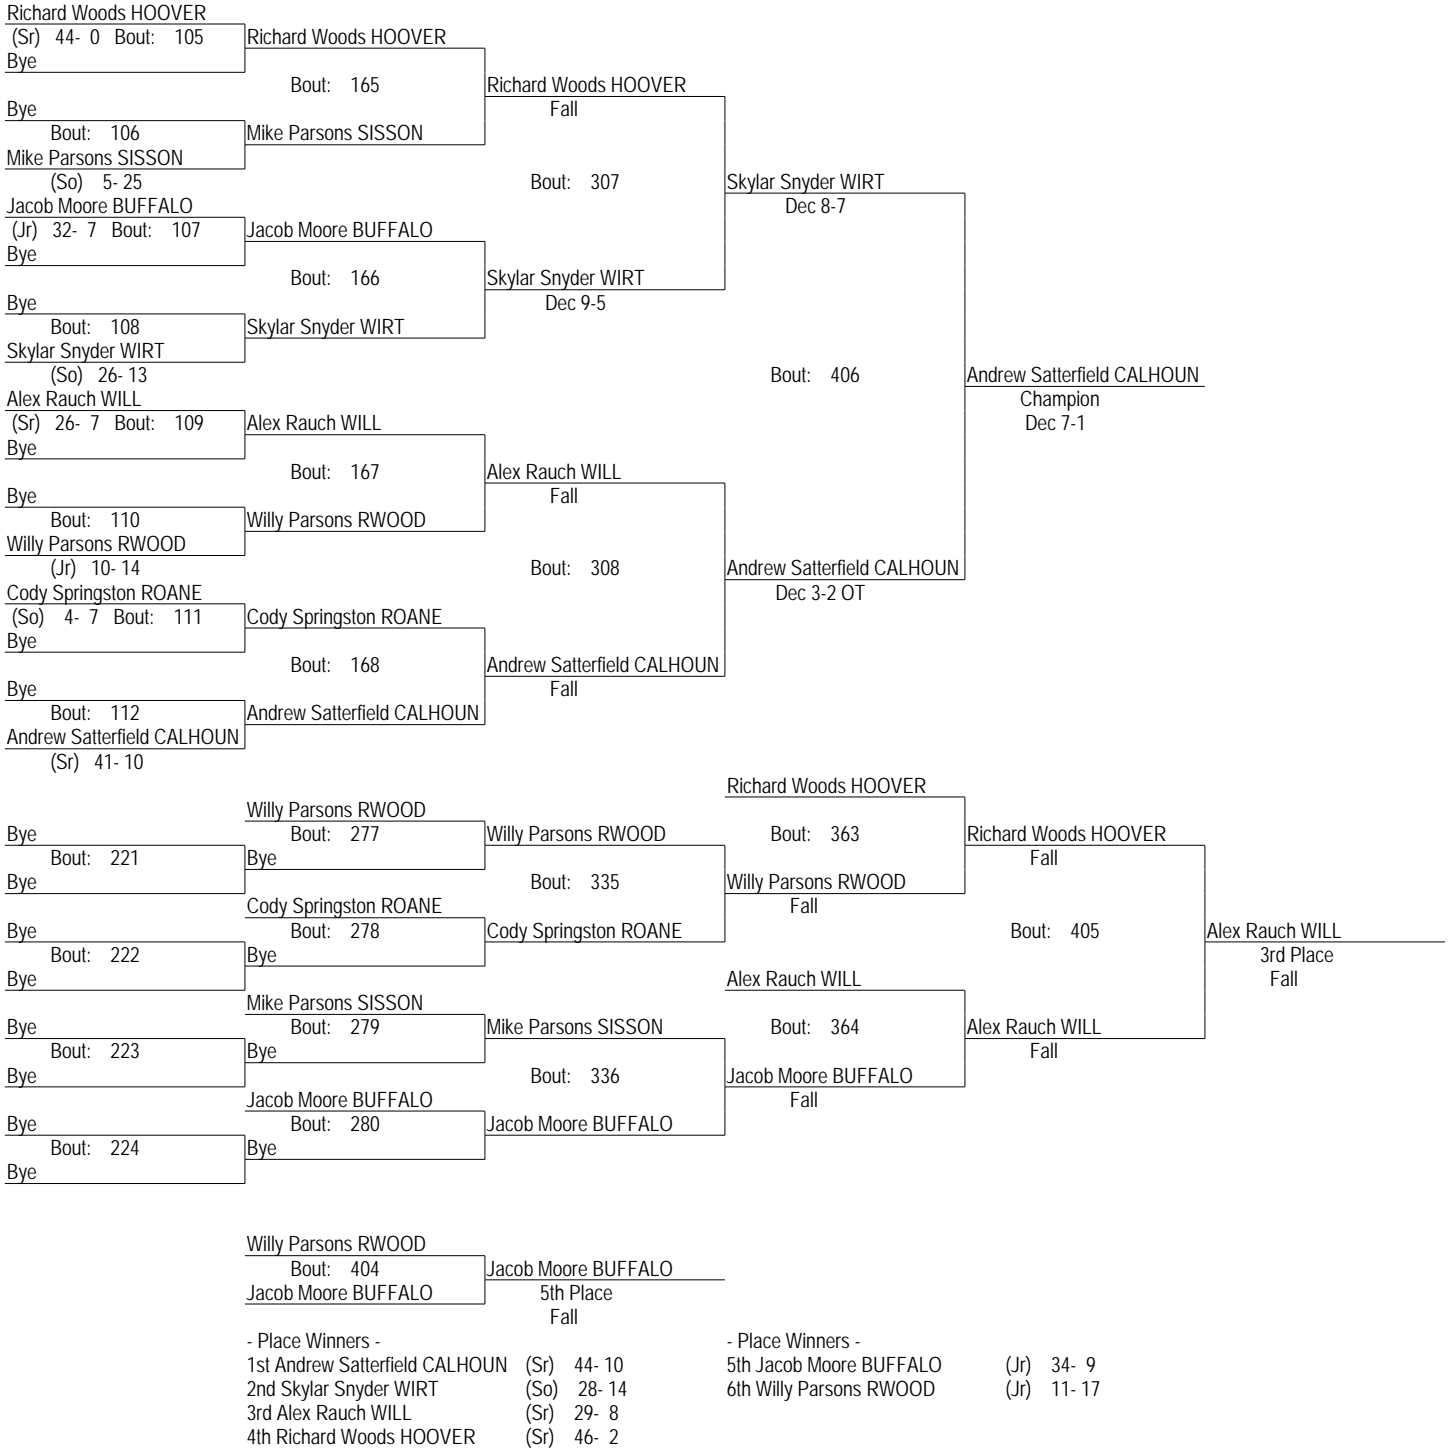 Richard Woods HOOVER
(Sr) 44- 0 Bout: 105 Richard Woods HOOVER
Bye
Bout: 165 Richard Woods HOOVER
Bye Fall
Bout: 106 Mike Parsons SISSON
Mike Parsons SISSON
(So) 5- 25 Bout: 307 Skylar Snyder WIRT
Jacob Moore BUFFALO Dec 8-7
(Jr) 32- 7 Bout: 107 Jacob Moore BUFFALO
Bye
Bout: 166 Skylar Snyder WIRT
Bye Dec 9-5
Bout: 108 Skylar Snyder WIRT
Skylar Snyder WIRT
(So) 26- 13 Bout: 406 Andrew Satterfield CALHOUN
Alex Rauch WILL Champion
(Sr) 26- 7 Bout: 109 Alex Rauch WILL Dec 7-1
Bye
Bout: 167 Alex Rauch WILL
Bye Fall
Bout: 110 Willy Parsons RWOOD
Willy Parsons RWOOD
(Jr) 10- 14 Bout: 308 Andrew Satterfield CALHOUN
Cody Springston ROANE Dec 3-2 OT
(So) 4- 7 Bout: 111 Cody Springston ROANE
Bye
Bout: 168 Andrew Satterfield CALHOUN
Bye Fall
Bout: 112 Andrew Satterfield CALHOUN
Andrew Satterfield CALHOUN
(Sr) 41- 10
Richard Woods HOOVER
Willy Parsons RWOOD
Bye Bout: 277 Willy Parsons RWOOD Bout: 363 Richard Woods HOOVER
Bout: 221 Bye Fall
Bye Bout: 335 Willy Parsons RWOOD
Cody Springston ROANE Fall
Bye Bout: 278 Cody Springston ROANE Bout: 405 Alex Rauch WILL
Bout: 222 Bye 3rd Place
Bye Alex Rauch WILL Fall
Mike Parsons SISSON
Bye Bout: 279 Mike Parsons SISSON Bout: 364 Alex Rauch WILL
Bout: 223 Bye Fall
Bye Bout: 336 Jacob Moore BUFFALO
Jacob Moore BUFFALO Fall
Bye Bout: 280 Jacob Moore BUFFALO
Bout: 224 Bye
Bye
Willy Parsons RWOOD
Bout: 404 Jacob Moore BUFFALO
Jacob Moore BUFFALO 5th Place
Fall
- Place Winners - - Place Winners -
1st Andrew Satterfield CALHOUN (Sr) 44- 10 5th Jacob Moore BUFFALO (Jr) 34- 9
2nd Skylar Snyder WIRT (So) 28- 14 6th Willy Parsons RWOOD (Jr) 11- 17
3rd Alex Rauch WILL (Sr) 29- 8
4th Richard Woods HOOVER (Sr) 46- 2